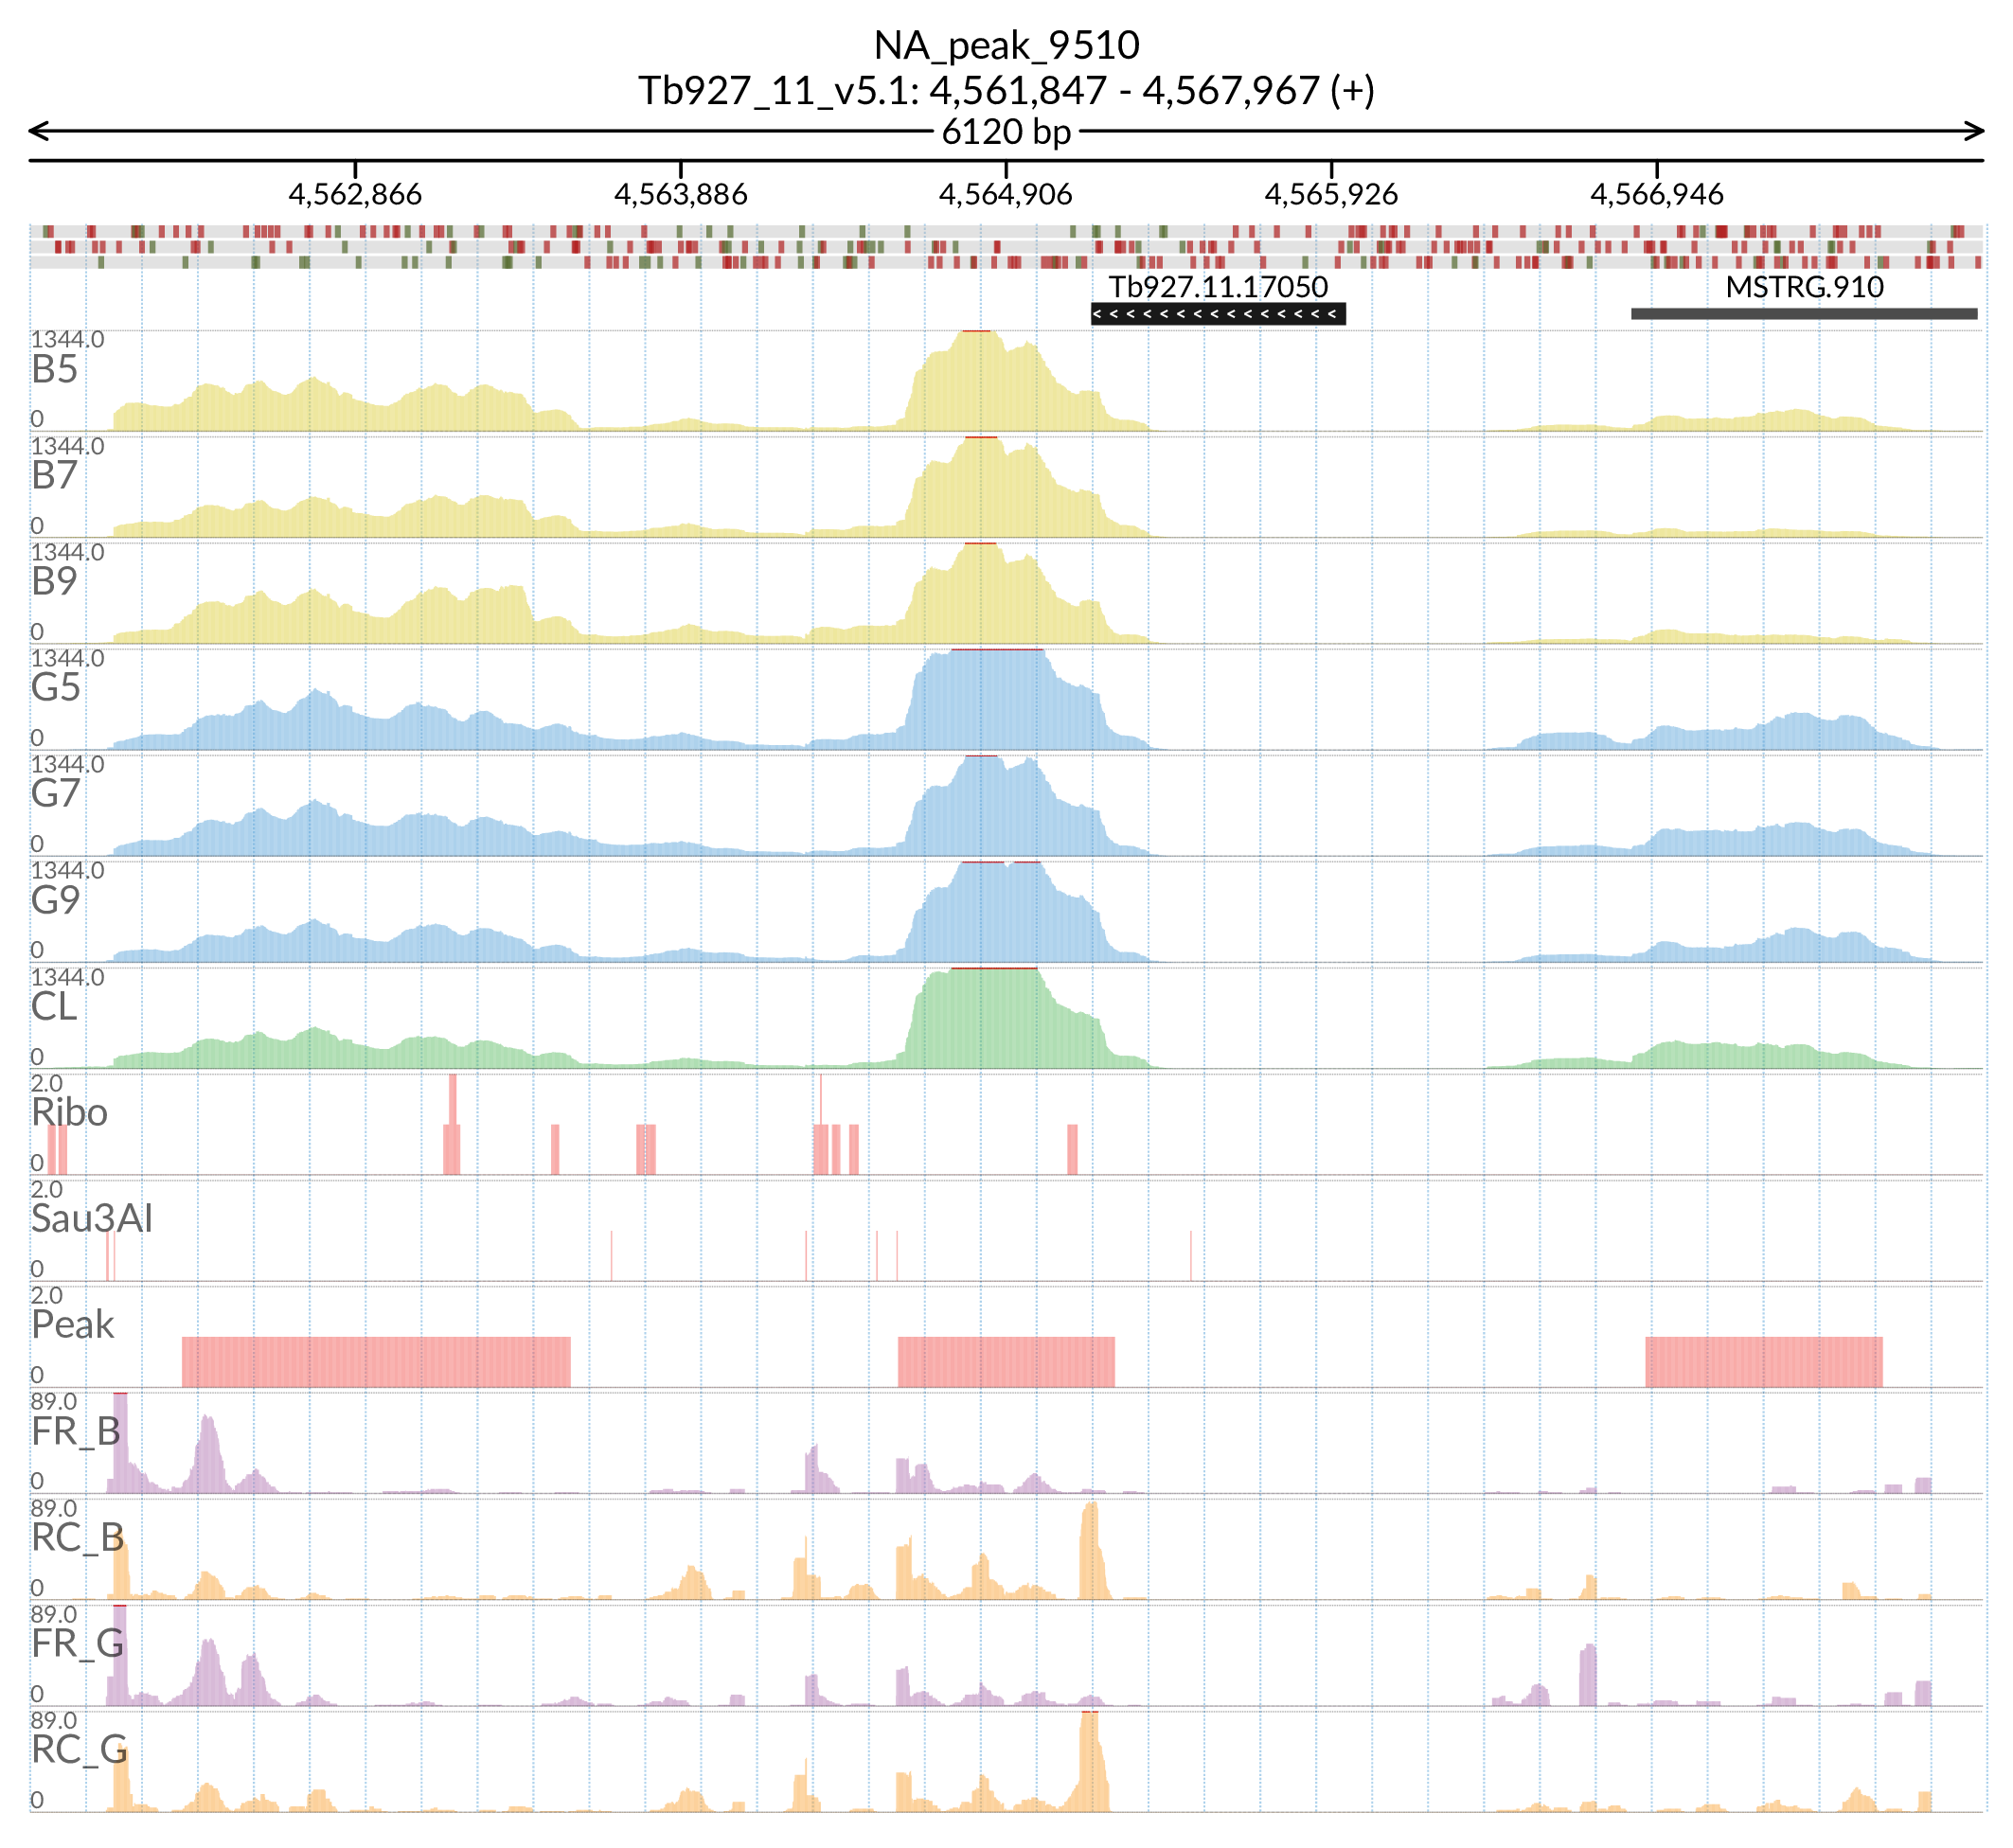 NA_peak_9510
Tb927_11_v5.1: 4,561,847 - 4,567,967 (+)
6120 bp
4,562,866 4,563,886 4,564,906 4,565,926 4,566,946
Tb927.11.17050 MSTRG.910
< < < < < < < < < < < < < < <
1344.0
B5
0
1344.0
B7
0
1344.0
B9
0
1344.0
G5
0
1344.0
G7
0
1344.0
G9
0
1344.0
CL
0
2.0
Ribo
0
2.0
Sau3AI
0
2.0
Peak
0
89.0
FR_B
0
89.0
RC_B
0
89.0
FR_G
0
89.0
RC_G
0